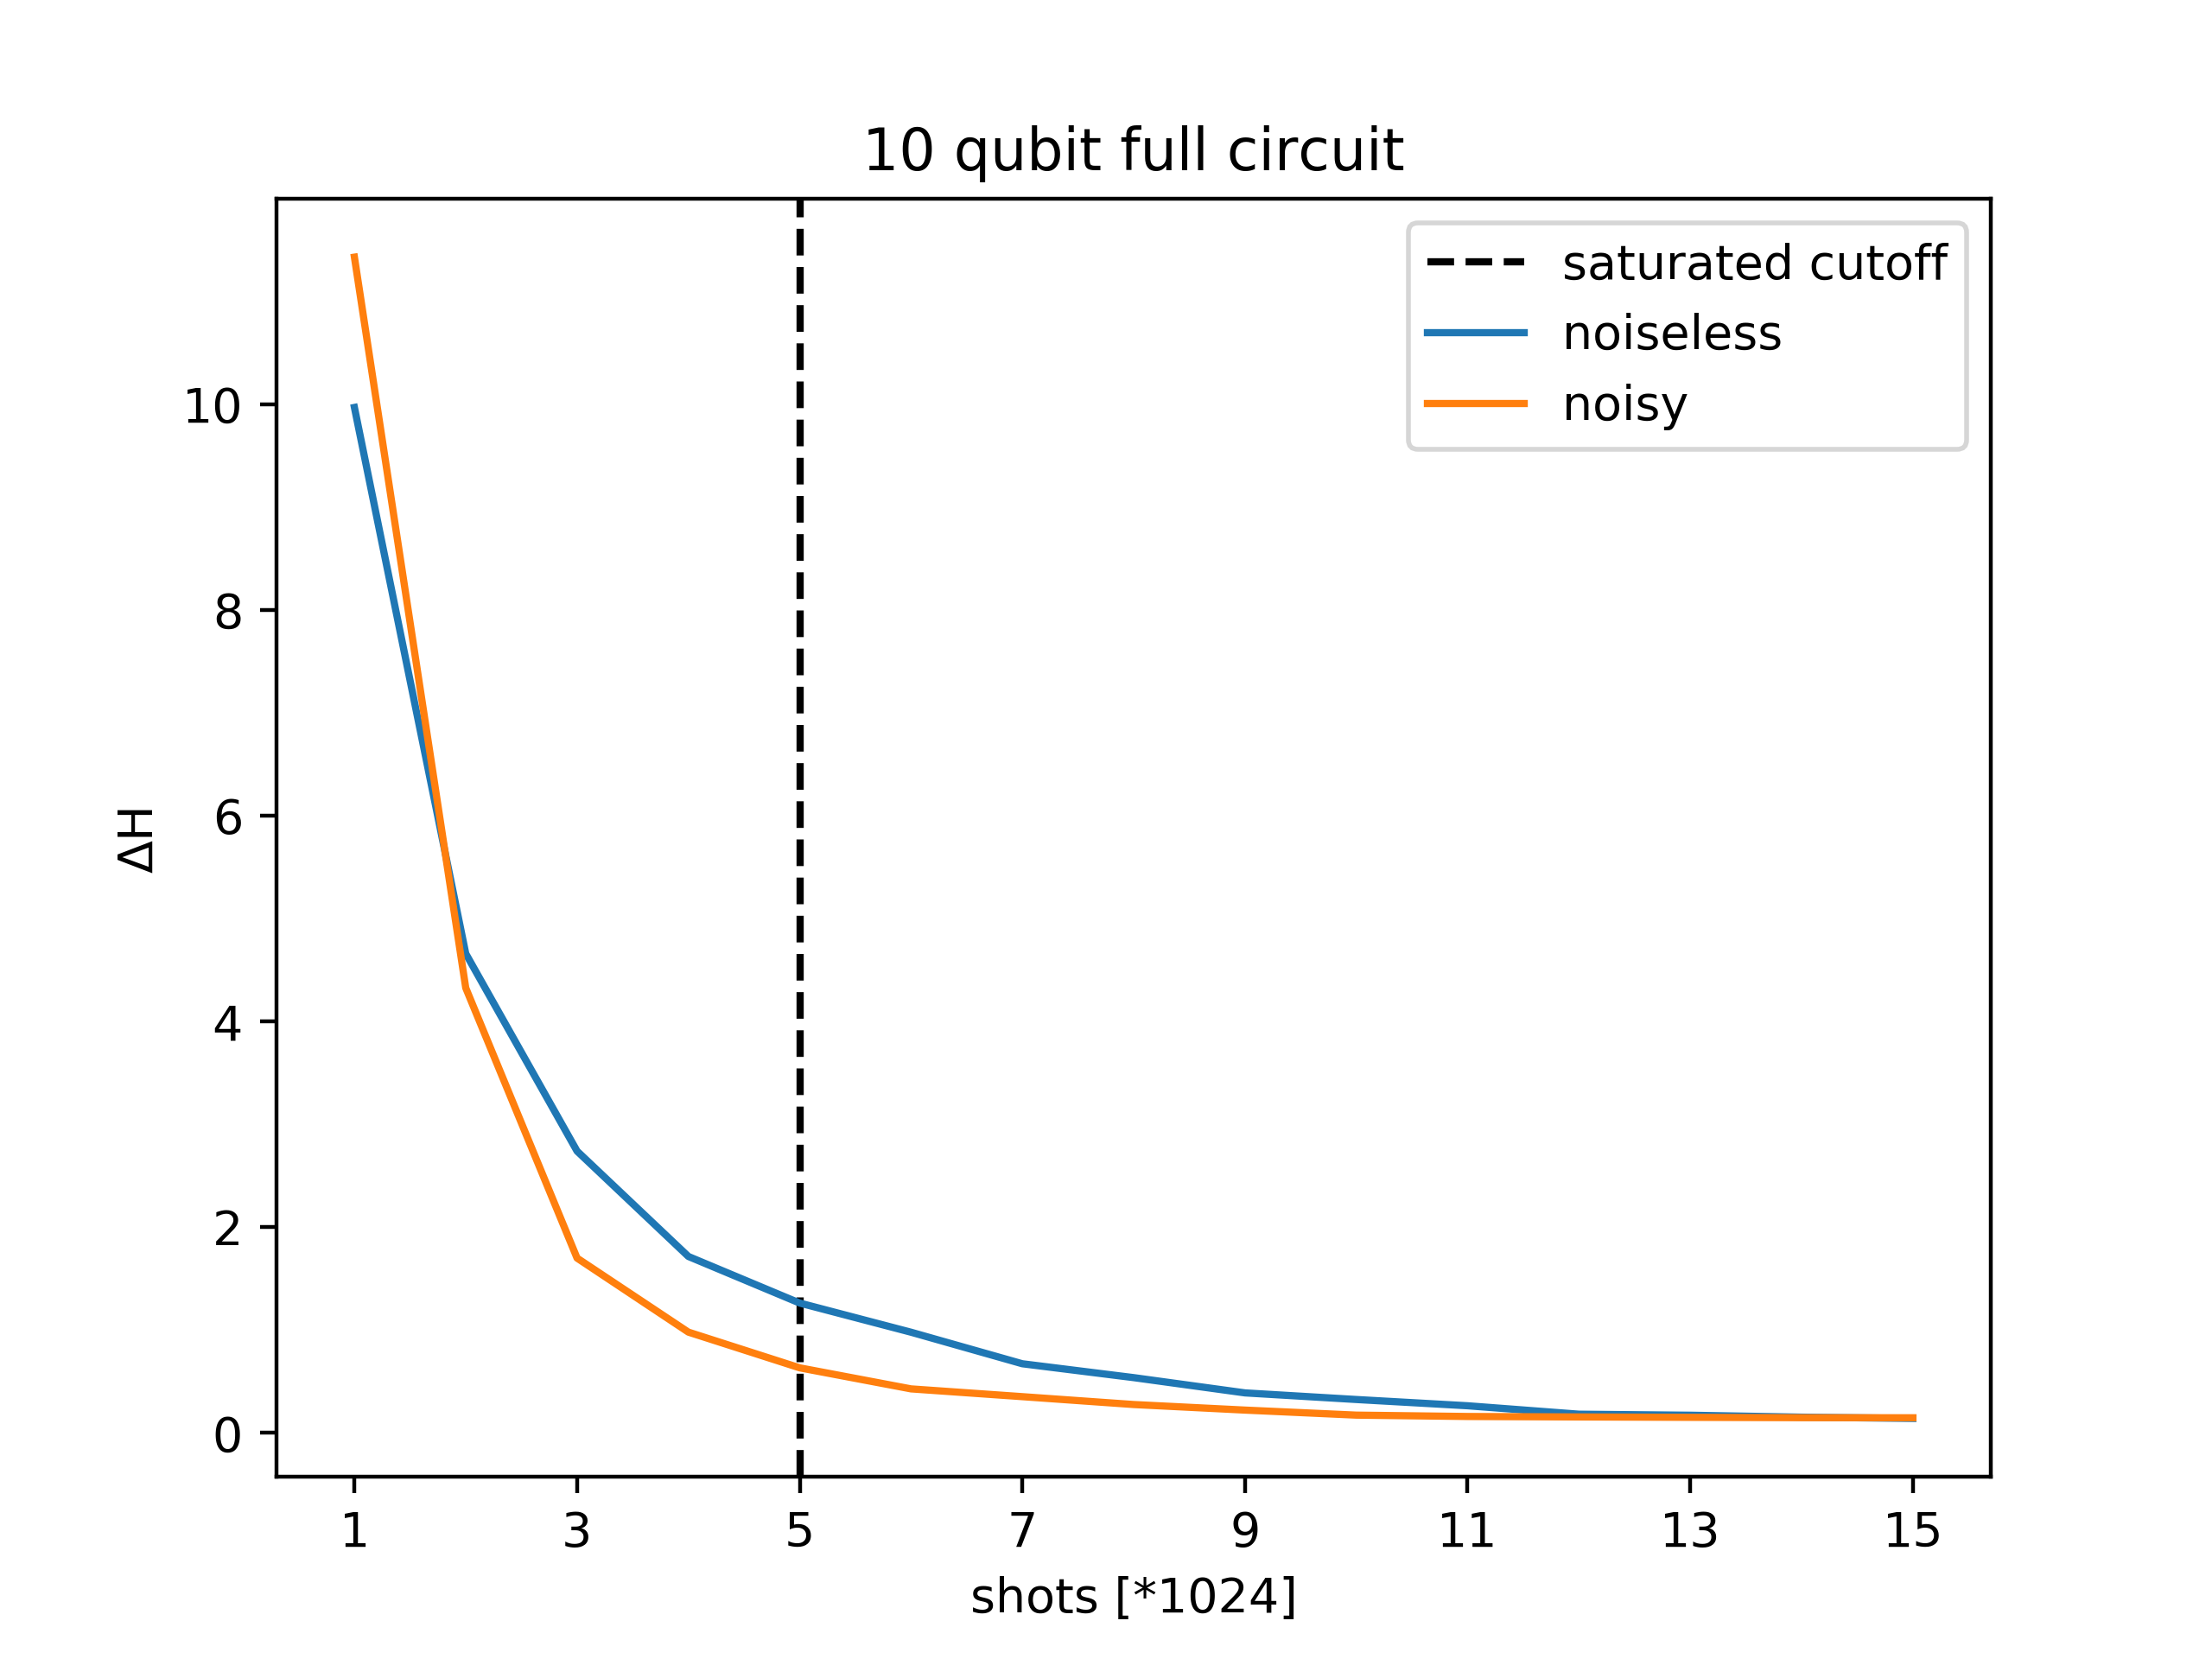 10 qubit full circuit
saturated cutoff
noiseless
noisy
10
8
6
4
2
0
ΔH
1 3 5 7 9 11 13 15
shots [*1024]